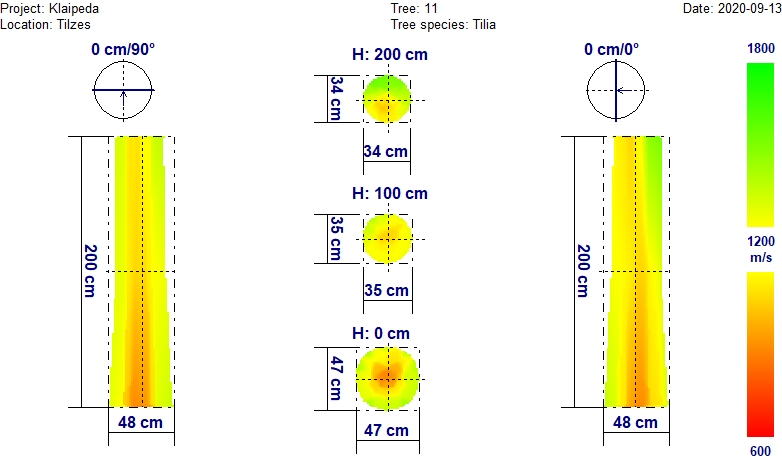 Project: Klaipeda
Tree: 11
Date: 2020-09-13
Location: Tilzes
Tree species: Tilia
0 cm/90°
H: 200 cm
0 cm/0°
1800
34 cm
34 cm
H: 100 cm
35 cm
35 cm
200 cm
200 cm
1200
m/s
H: 0 cm
47 cm
47 cm
48 cm
48 cm
600